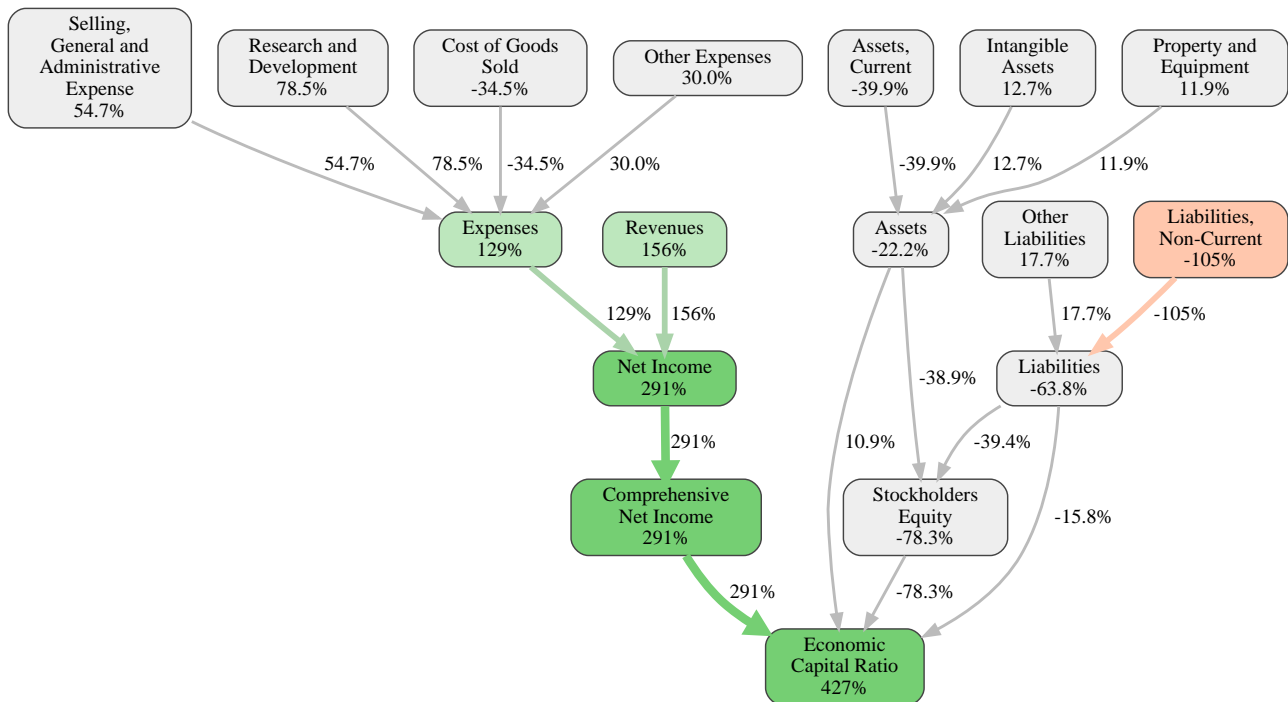 Selling,
General and
Administrative
Expense
54.7%
Research and
Development
78.5%
Cost of Goods
Sold
-34.5%
Other Expenses
30.0%
Assets,
Current
-39.9%
Intangible
Assets
12.7%
Property and
Equipment
11.9%
54.7%
78.5%
-34.5%
30.0%
-39.9%
12.7%
11.9%
Expenses
129%
Revenues
156%
Assets
-22.2%
Other
Liabilities
17.7%
Liabilities,
Non-Current
-105%
129%
156%
17.7%
-105%
Net Income
291%
-38.9%
Liabilities
-63.8%
291%
10.9%
-39.4%
Comprehensive
Net Income
291%
Stockholders
Equity
-78.3%
-15.8%
291%
-78.3%
Economic
Capital Ratio
427%